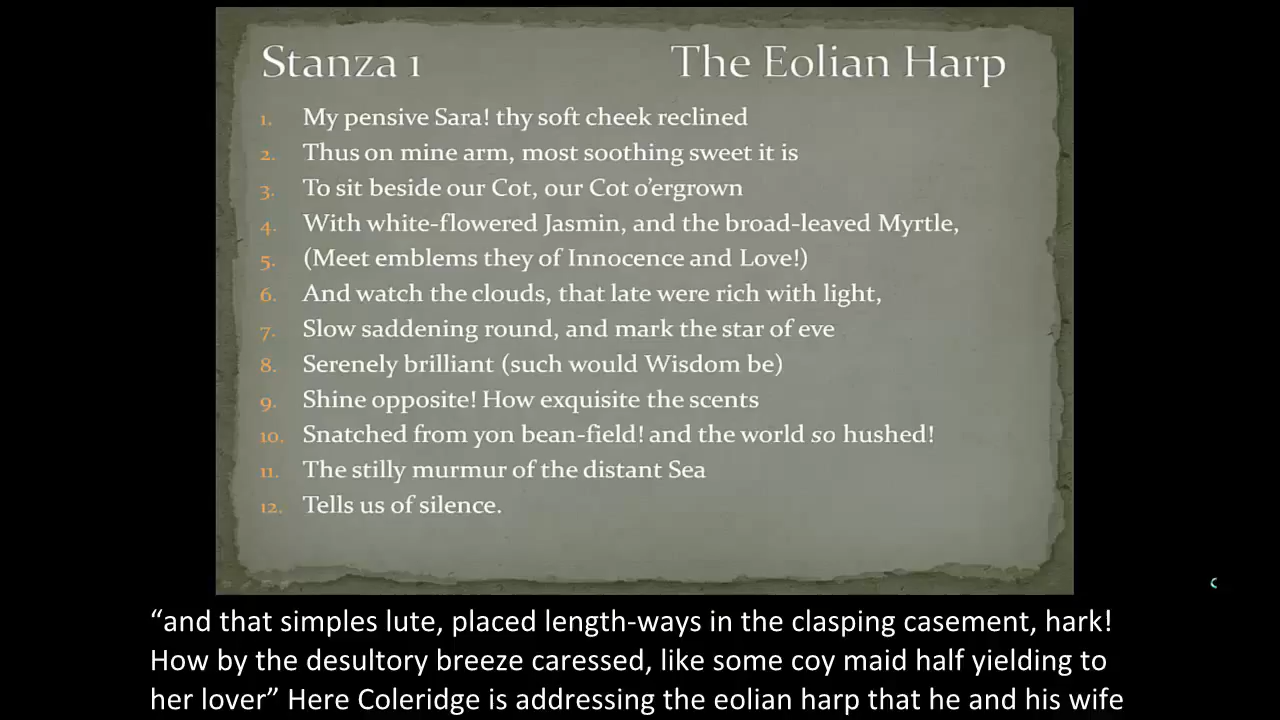 Stanza 1 The Eolian Harp
1. My pensive Sara! thy soft cheek reclined
2. Thus on mine arm, most soothing sweet it is
3. To sit beside our Cot, our Cot o’ergrown
4. With white-flowered Jasmin, and the broad-leaved Myrtle,
5. (Meet emblems they of Innocence and Love!)
6. And watch the clouds, that late were rich with light,
7. Slow saddening round, and mark the star of eve
8. Serenely brilliant (such would Wisdom be)
9. Shine opposite! How exquisite the scents
10. Snatched from yon bean-field! and the world so hushed!
11. The stilly murmur of the distant Sea
12. Tells us of silence.
“and that simples lute, placed length-ways in the clasping casement, hark!
How by the desultory breeze caressed, like some coy maid half yielding to
her lover” Here Coleridge is addressing the eolian harp that he and his wife